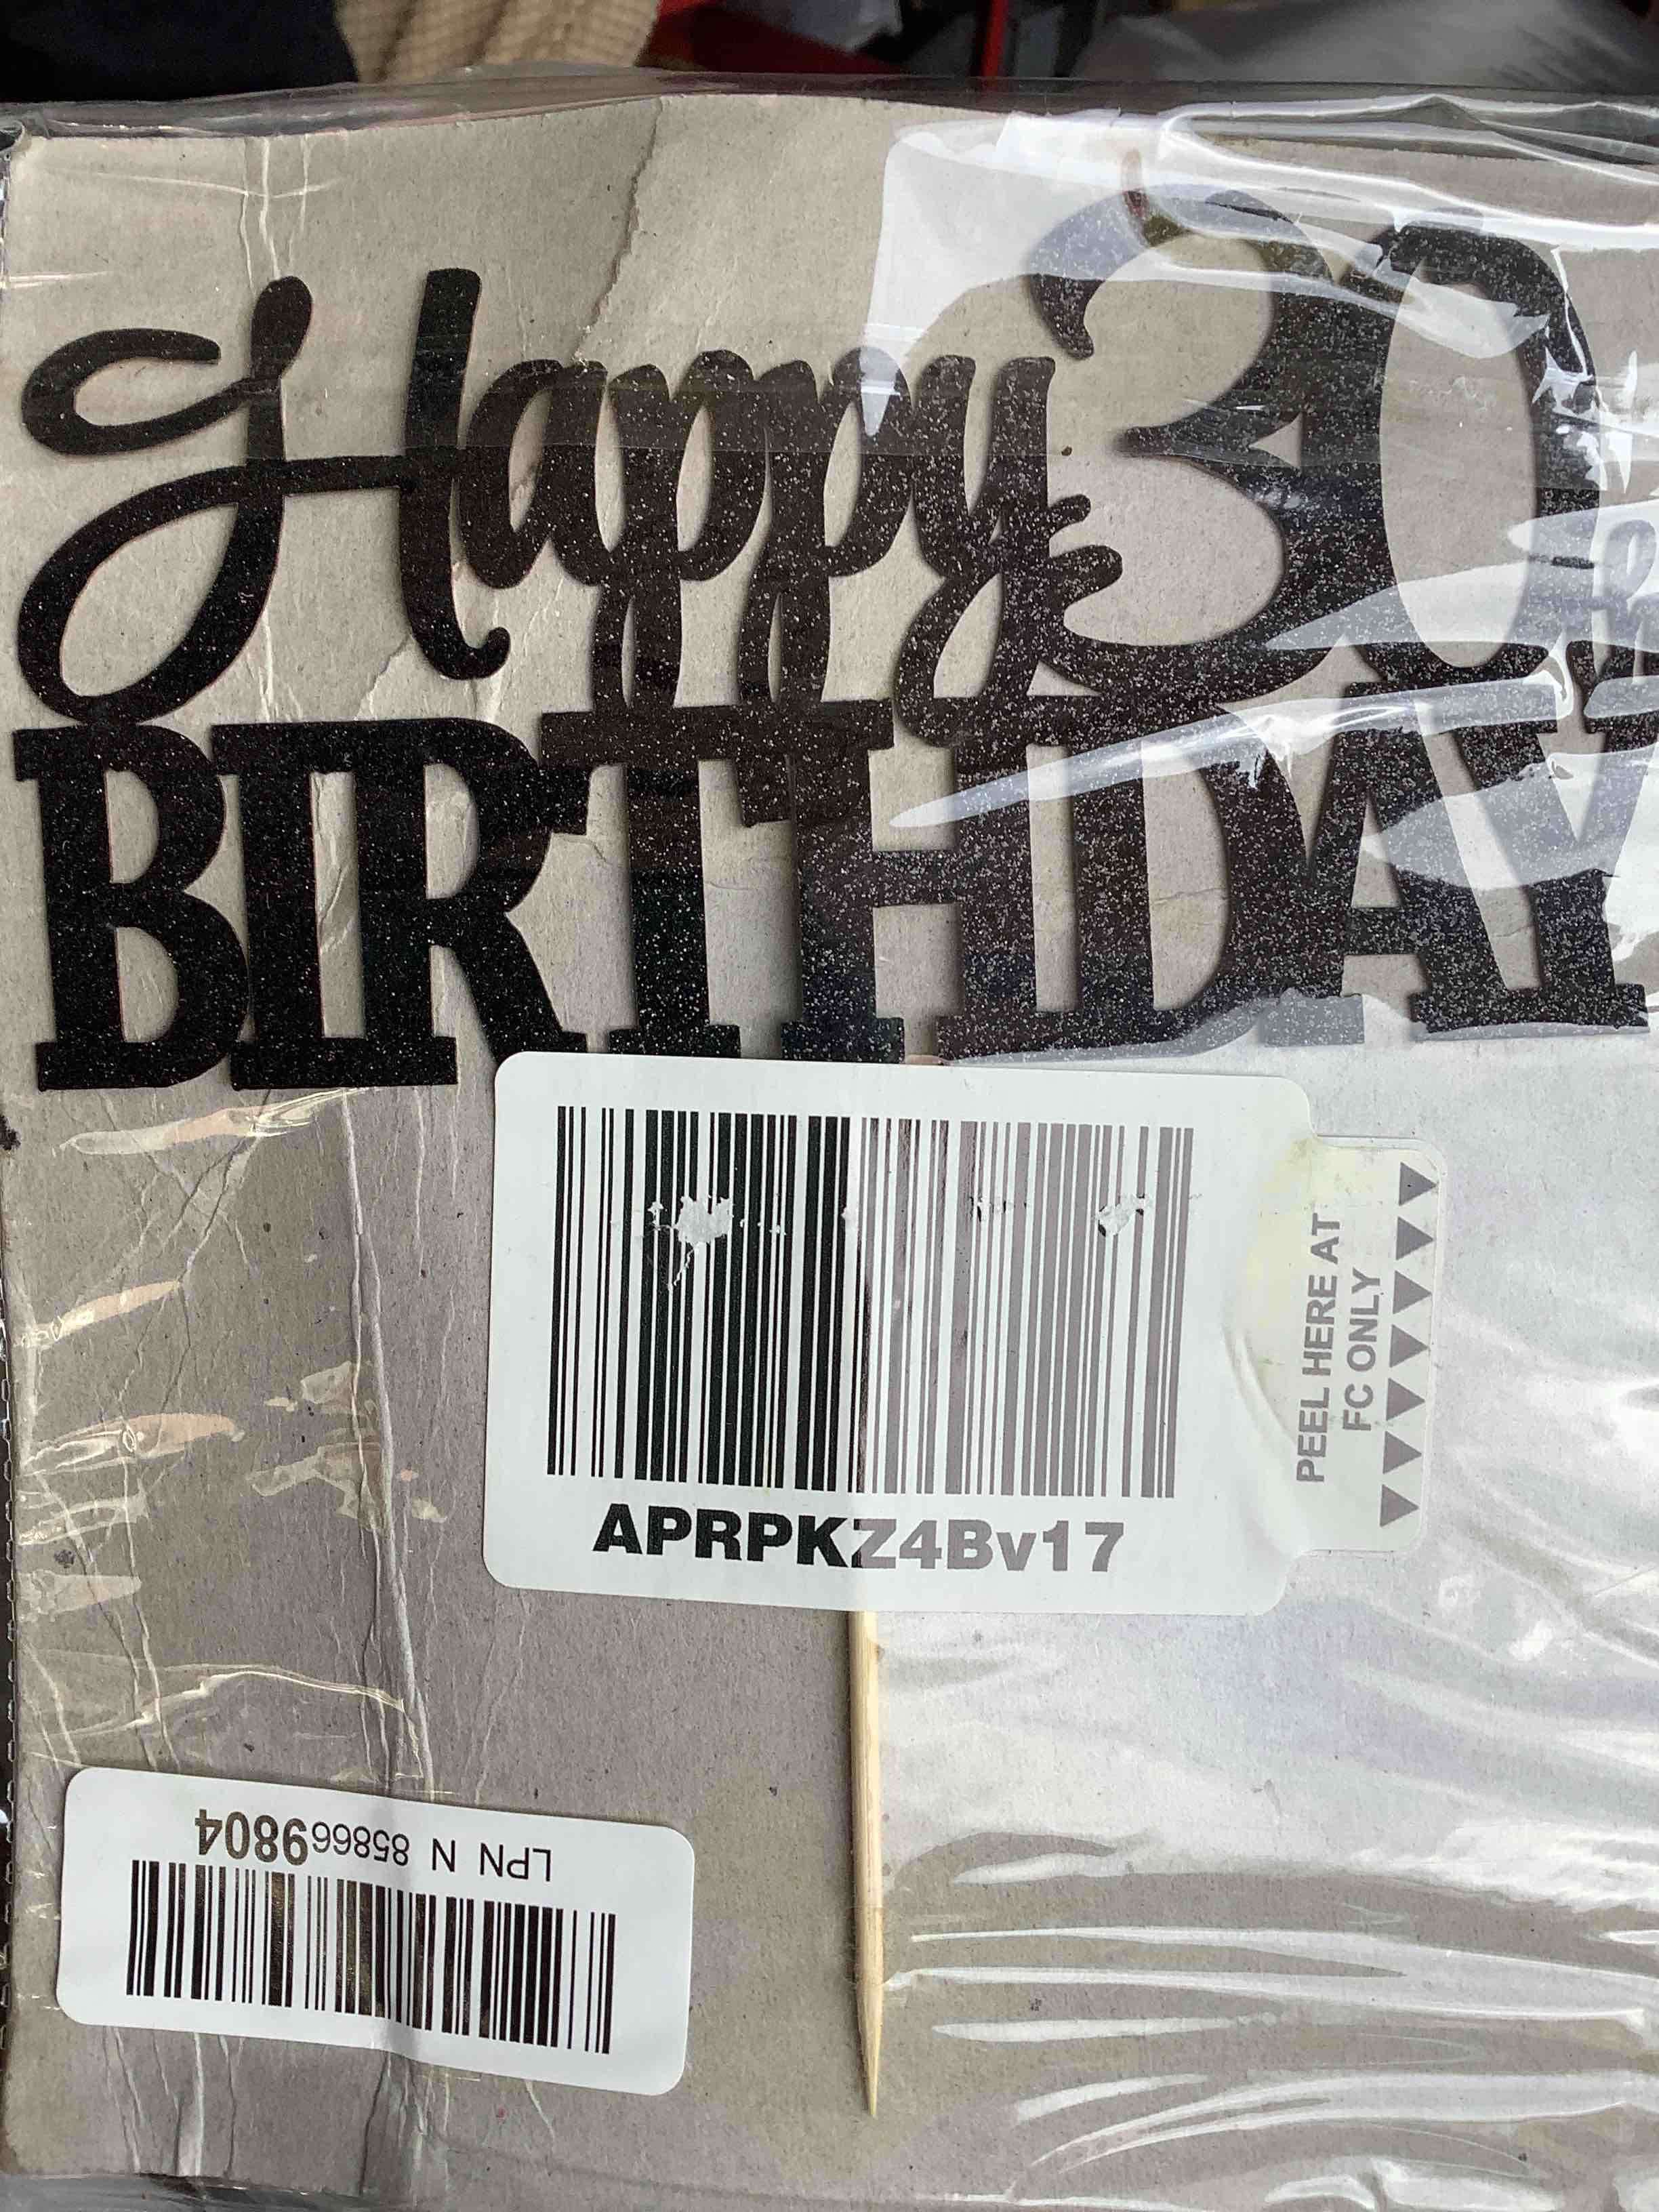 Happy 30
BIRTHDAY
APRPKZ4Bv17
PEEL HERE AT
FC ONLY
LPN N 858669804